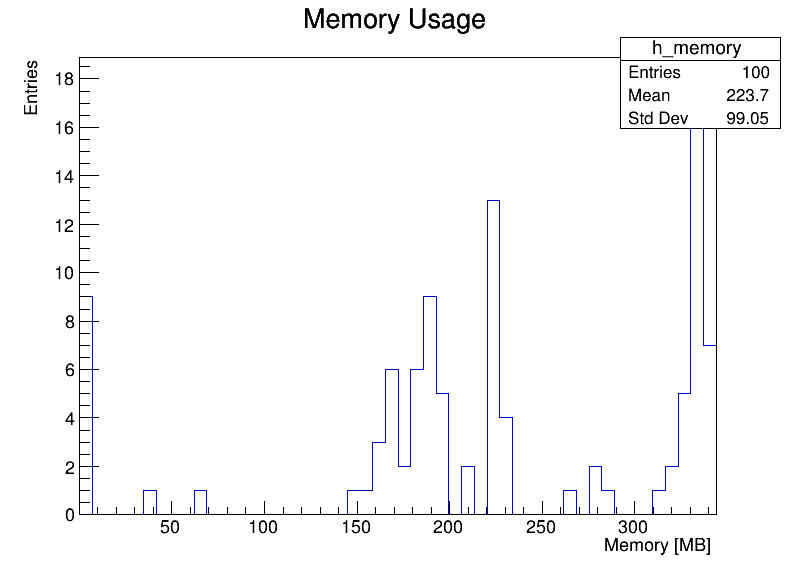 Memory Usage
h_memory
Entries 100
Mean 223.7
Std Dev 99.05
Entries
18
16
14
12
10
8
6
4
2
0
50 100 150 200 250 300
Memory [MB]